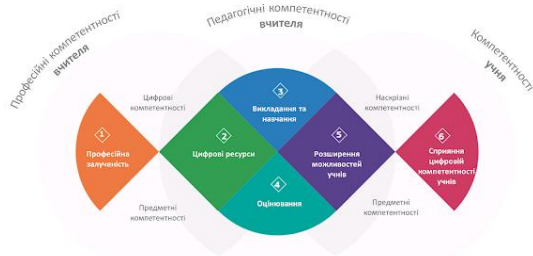 Професійні компетентності
вчителя
Педагогічні компетентності
вчителя
Компетентності
учня
Цифрові
компетентності
Наскрізні
компетентності
1
Професійна
залученість
2
Цифрові ресурси
3
Викладання та
навчання
4
Оцінювання
5
Розширення
можливостей
учнів
6
Сприяння
цифровій
компетентності
учнів
Предметні
компетентності
Предметні
компетентності